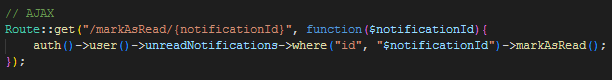 // AJAX
Route::get("/markAsRead/{notificationId}", function($notificationId){
    auth()->user()->unreadNotifications->where("id", "$notificationId")->markAsRead();
});